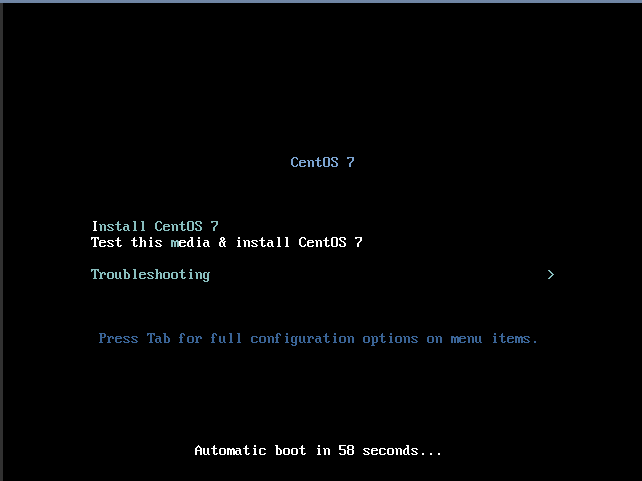 CentOS 7
Install CentOS 7
Test this media & install CentOS 7
Troubleshooting >
Press Tab for full configuration options on menu items.
Automatic boot in 58 seconds...